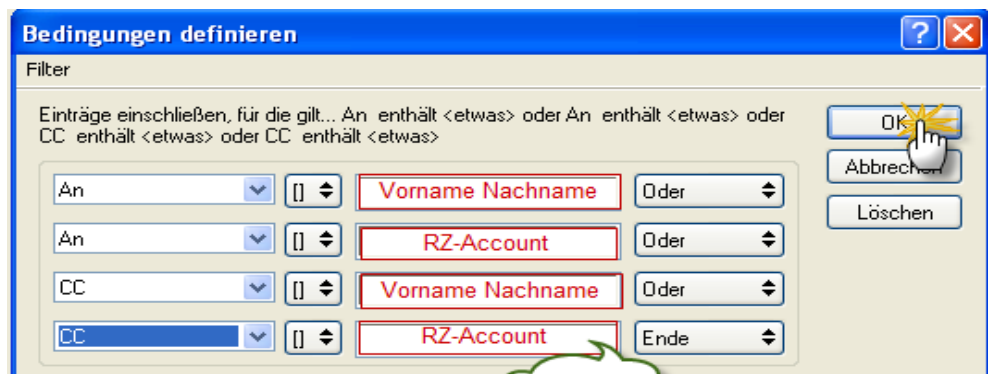 Bedingungen definieren
Filter
Einträge einschließen, für die gilt... An enthält <etwas> oder An enthält <etwas> oder
CC enthält <etwas> oder CC enthält <etwas>
OK
Abbrechen
Löschen
An [] Vorname Nachname Oder
An [] RZ-Account Oder
CC [] Vorname Nachname Oder
CC [] RZ-Account Ende